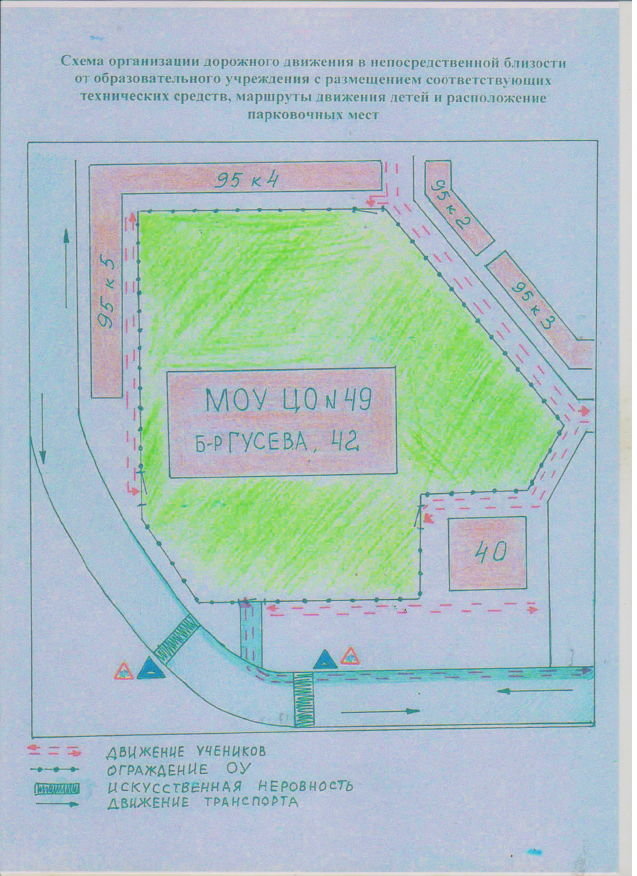 Схема организации дорожного движения в непосредственной близости
от образовательного учреждения с размещением соответствующих
технических средств, маршруты движения детей и расположение
парковочных мест
95 к 4
95 к 2
95 к 5
95 к 3
МОУ ЦО N 49
Б-Р ГУСЕВА, 42
40
ДВИЖЕНИЕ УЧЕНИКОВ
ОГРАЖДЕНИЕ ОУ
ИСКУССТВЕННАЯ НЕРОВНОСТЬ
ДВИЖЕНИЕ ТРАНСПОРТА